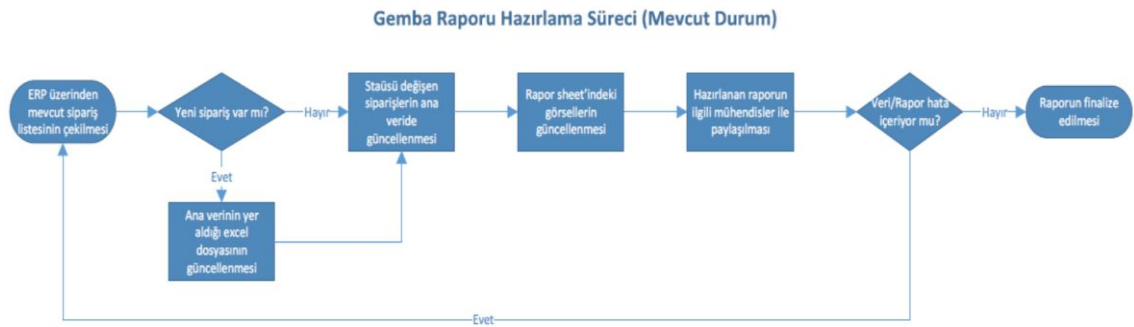 Gemba Raporu Hazırlama Süreci (Mevcut Durum)
ERP üzerinden
mevcut sipariş
listesinin çekilmesi
Yeni sipariş var mı?
Hayır
Evet
Ana verinin yer
aldığı excel
dosyasının
güncellenmesi
Staüsü değişen
siparişlerin ana
veride
güncellenmesi
Rapor sheet'indeki
görsellerin
güncellenmesi
Hazırlanan raporun
ilgili mühendisler ile
paylaşılması
Veri/Rapor hata
içeriyor mu?
Hayır
Raporun finalize
edilmesi
Evet